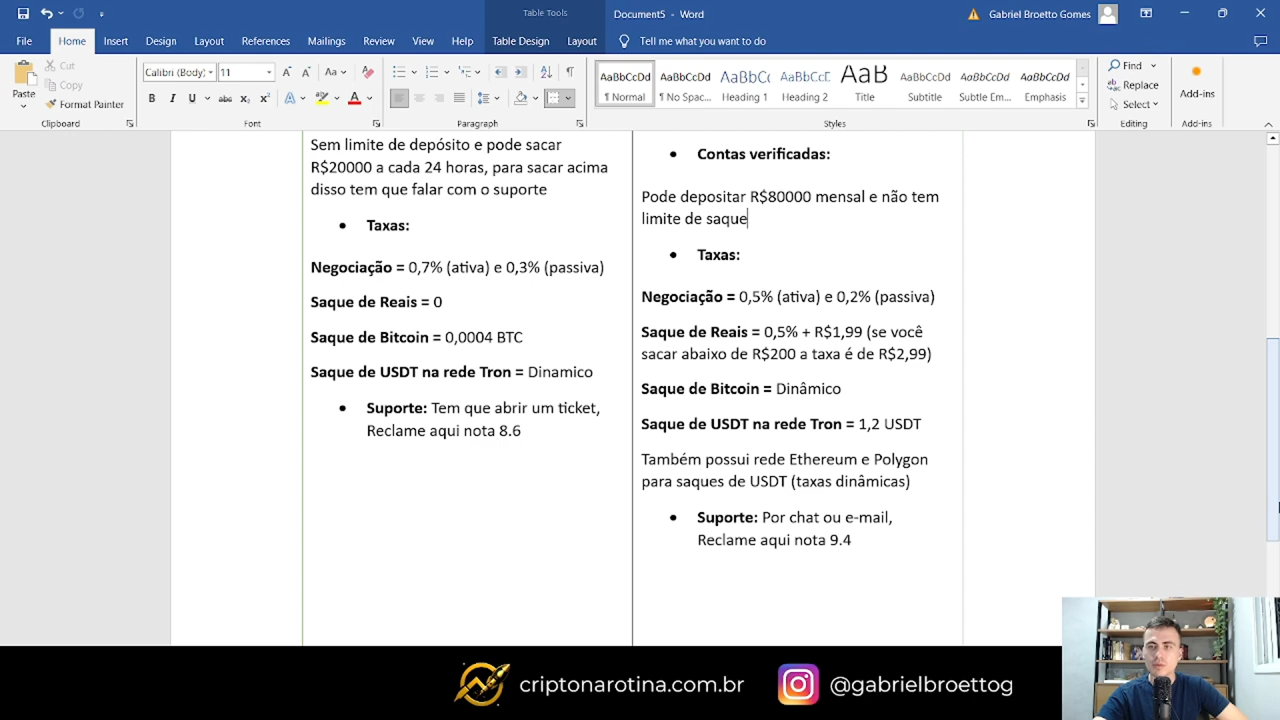 Table Tools
Document5 - Word
Gabriel Broetto Gomes
File
Home
Insert
Design
Layout
References
Mailings
Review
View
Help
Table Design
Layout
Tell me what you want to do
Paste
Cut
Copy
Format Painter
Clipboard
Calibri (Body)
11
Font
Paragraph
AaBbCcDd
¶ Normal
AaBbCcDd
¶ No Spac...
AaBbCc
Heading 1
AaBbCcE
Heading 2
AaB
Title
AaBbCcDd
Subtitle
AaBbCcDd
Subtle Em...
AaBbCcDd
Emphasis
Styles
Find
Replace
Select
Editing
Add-ins
Add-ins
Sem limite de depósito e pode sacar
R$20000 a cada 24 horas, para sacar acima
disso tem que falar com o suporte
• Taxas:
Negociação = 0,7% (ativa) e 0,3% (passiva)
Saque de Reais = 0
Saque de Bitcoin = 0,0004 BTC
Saque de USDT na rede Tron = Dinamico
• Suporte: Tem que abrir um ticket,
Reclame aqui nota 8.6
• Contas verificadas:
Pode depositar R$80000 mensal e não tem
limite de saque
• Taxas:
Negociação = 0,5% (ativa) e 0,2% (passiva)
Saque de Reais = 0,5% + R$1,99 (se você
sacar abaixo de R$200 a taxa é de R$2,99)
Saque de Bitcoin = Dinâmico
Saque de USDT na rede Tron = 1,2 USDT
Também possui rede Ethereum e Polygon
para saques de USDT (taxas dinâmicas)
• Suporte: Por chat ou e-mail,
Reclame aqui nota 9.4
criptonarotina.com.br
@gabrielbroettog